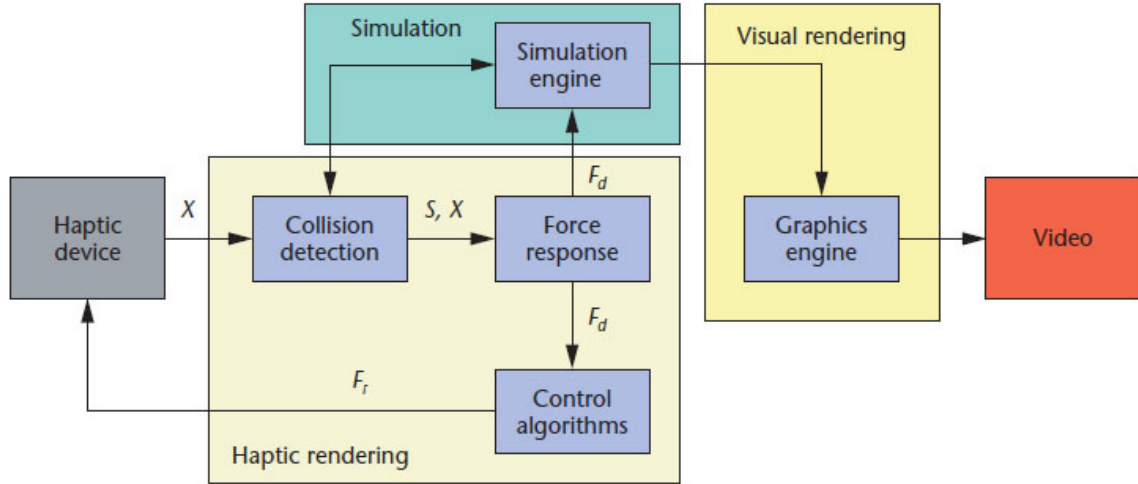 Simulation
Simulation
engine
Visual rendering
Haptic
device
X
Collision
detection
S, X
Force
response
F_d
F_d
Graphics
engine
Video
F_r
Control
algorithms
Haptic rendering